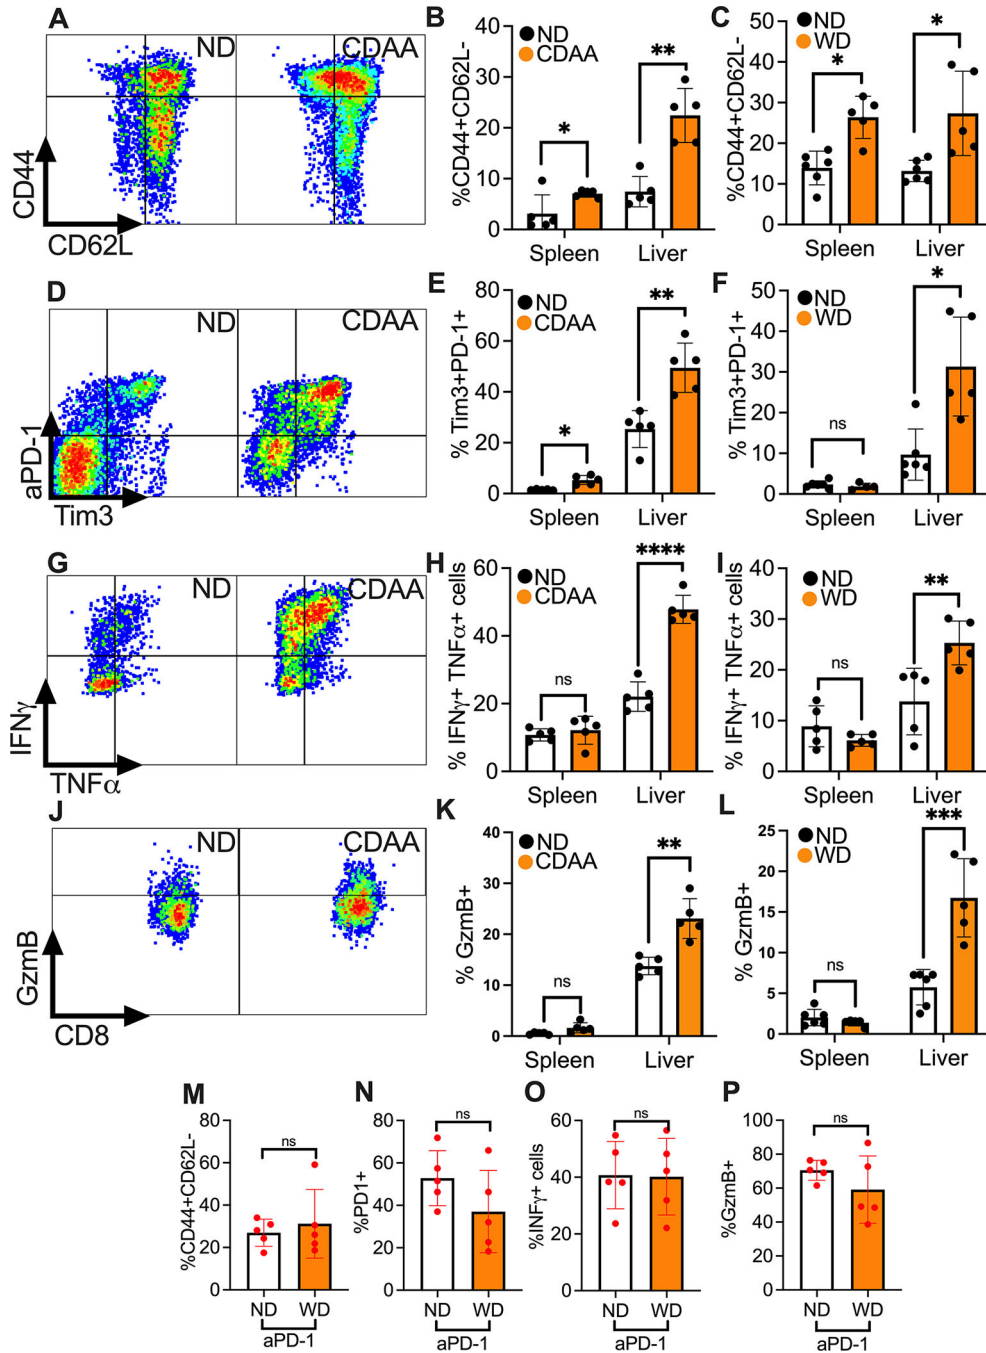 A
ND
CDAA
CD44
CD62L
B
ND
CDAA
%CD44+CD62L-
40
30
20
10
0
*
**
Spleen
Liver
C
ND
WD
%CD44+CD62L-
50
40
30
20
10
0
*
*
Spleen
Liver
D
ND
CDAA
aPD-1
Tim3
E
ND
CDAA
% Tim3+PD-1+
80
60
40
20
0
*
**
Spleen
Liver
F
ND
WD
% Tim3+PD-1+
50
40
30
20
10
0
ns
*
Spleen
Liver
G
ND
CDAA
IFNγ
TNFα
H
ND
CDAA
% IFNγ+ TNFα+ cells
60
40
20
0
ns
****
Spleen
Liver
I
ND
WD
% IFNγ+ TNFα+ cells
40
30
20
10
0
ns
**
Spleen
Liver
J
ND
CDAA
GzmB
CD8
K
ND
CDAA
% GzmB+
40
30
20
10
0
ns
**
Spleen
Liver
L
ND
WD
% GzmB+
25
20
15
10
5
0
ns
***
Spleen
Liver
M
%CD44+CD62L-
80
60
40
20
0
ns
ND
WD
aPD-1
N
%PD1+
80
60
40
20
0
ns
ND
WD
aPD-1
O
%INFγ+ cells
60
40
20
0
ns
ND
WD
aPD-1
P
%GzmB+
100
80
60
40
20
0
ns
ND
WD
aPD-1